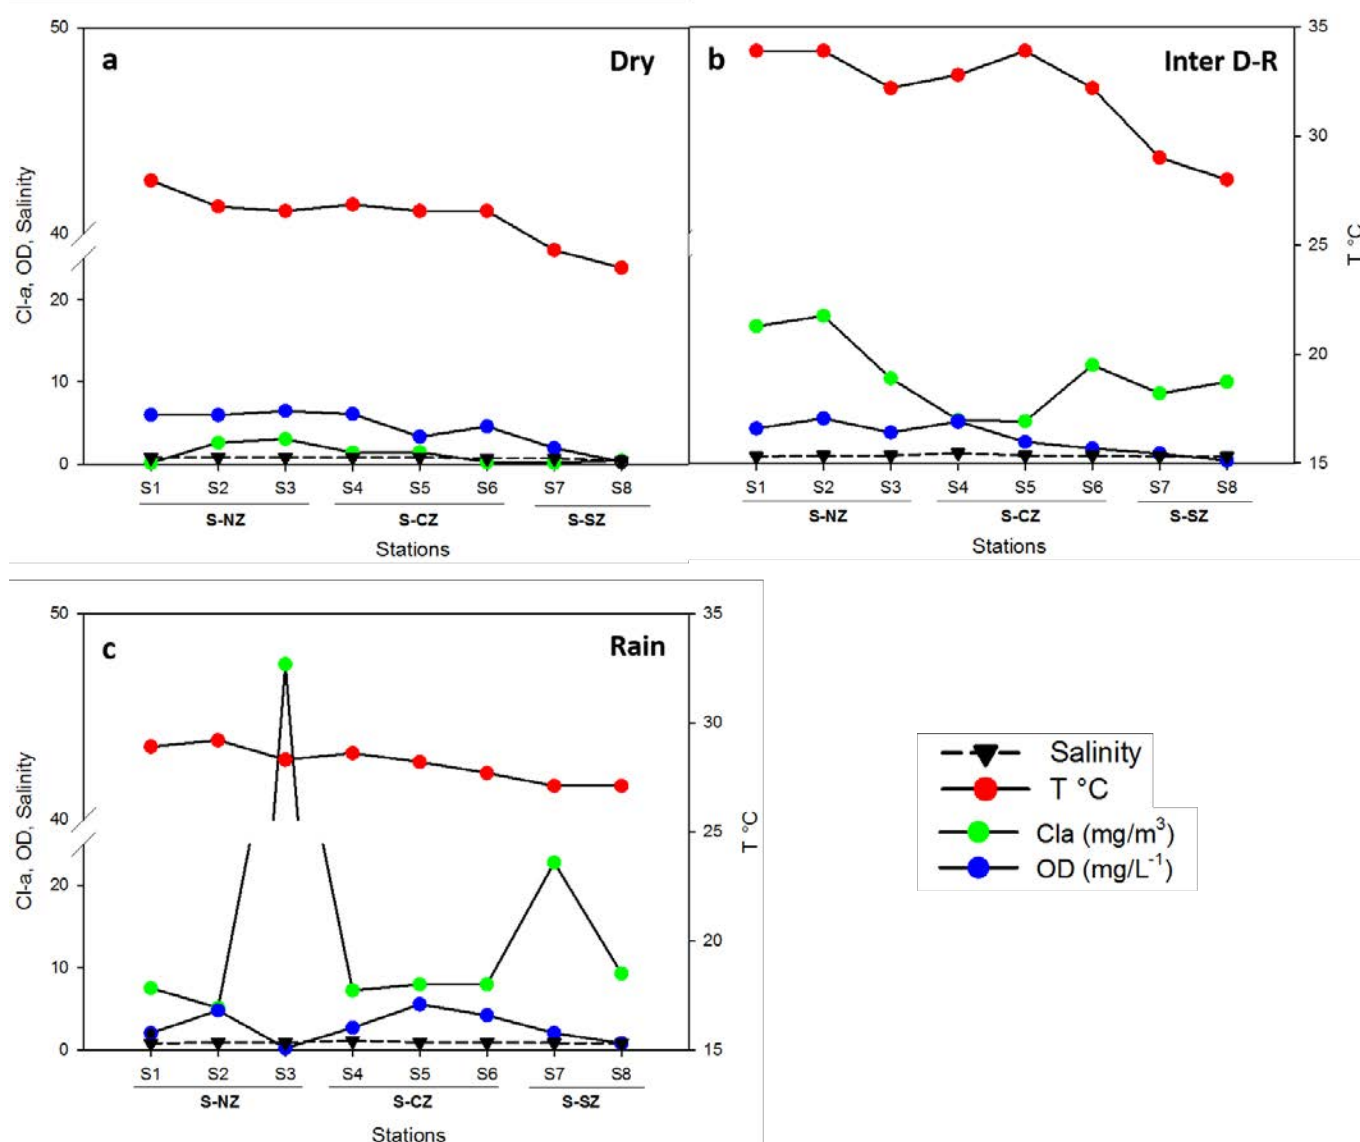 a
Dry
50
40
20
10
0
Cl-a, OD, Salinity
S1 S2 S3 S4 S5 S6 S7 S8
S-NZ S-CZ S-SZ
Stations
b
Inter D-R
35
30
25
20
15
T °C
S1 S2 S3 S4 S5 S6 S7 S8
S-NZ S-CZ S-SZ
Stations
c
Rain
50
40
20
10
0
Cl-a, OD, Salinity
35
30
25
20
15
T °C
S1 S2 S3 S4 S5 S6 S7 S8
S-NZ S-CZ S-SZ
Stations
Salinity
T °C
Cla (mg/m³)
OD (mg/L⁻¹)